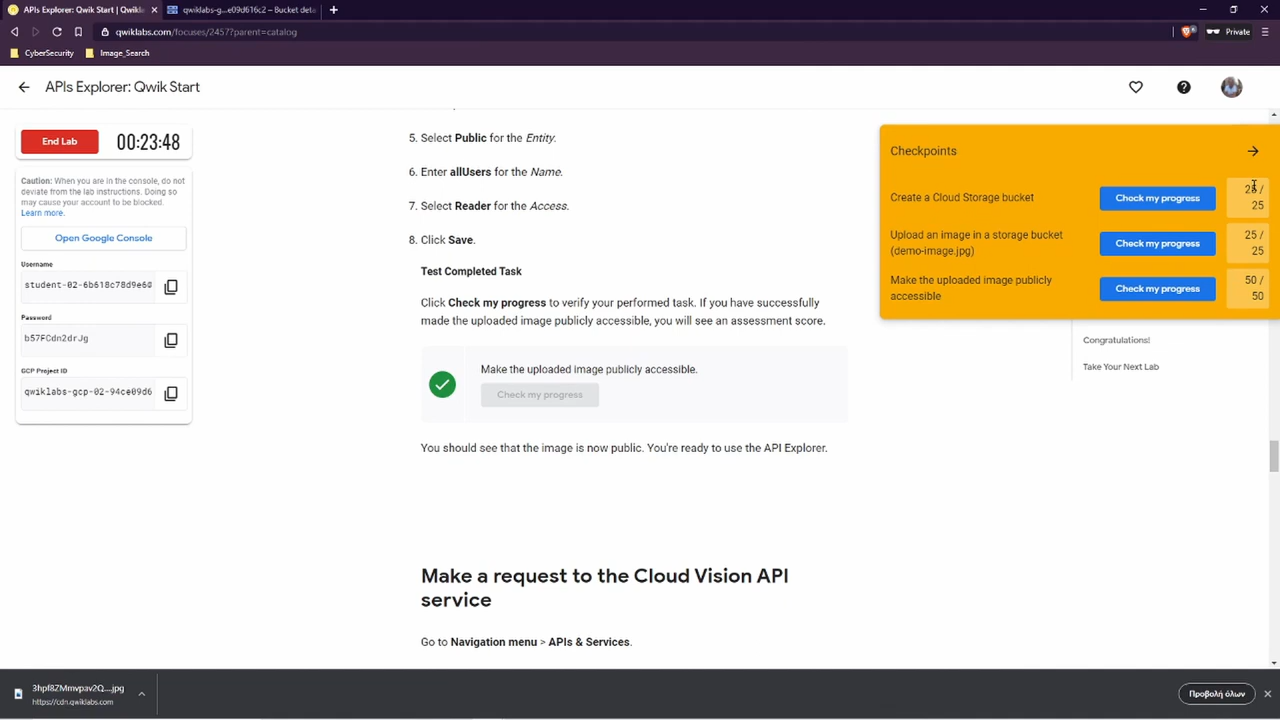 APIs Explorer: Qwik Start | Qwikla
qwiklabs-g...e09d616c2 – Bucket deta
qwiklabs.com/focuses/2457?parent=catalog
Private
CyberSecurity
Image_Search
APIs Explorer: Qwik Start
End Lab
00:23:48
Caution: When you are in the console, do not
deviate from the lab instructions. Doing so
may cause your account to be blocked.
Learn more.
Open Google Console
Username
student-02-6b618c78d9e60
Password
b57FCdn2drJg
GCP Project ID
qwiklabs-gcp-02-94ce09d6
5. Select Public for the Entity.
6. Enter allUsers for the Name.
7. Select Reader for the Access.
8. Click Save.
Test Completed Task
Click Check my progress to verify your performed task. If you have successfully
made the uploaded image publicly accessible, you will see an assessment score.
Make the uploaded image publicly accessible.
Check my progress
You should see that the image is now public. You're ready to use the API Explorer.
Make a request to the Cloud Vision API
service
Go to Navigation menu > APIs & Services.
Checkpoints
Create a Cloud Storage bucket
Check my progress
25 /
25
Upload an image in a storage bucket
(demo-image.jpg)
Check my progress
25 /
25
Make the uploaded image publicly
accessible
Check my progress
50 /
50
Congratulations!
Take Your Next Lab
3hpf8ZMmvpav2Q....jpg
https://cdn.qwiklabs.com
Προβολή όλων